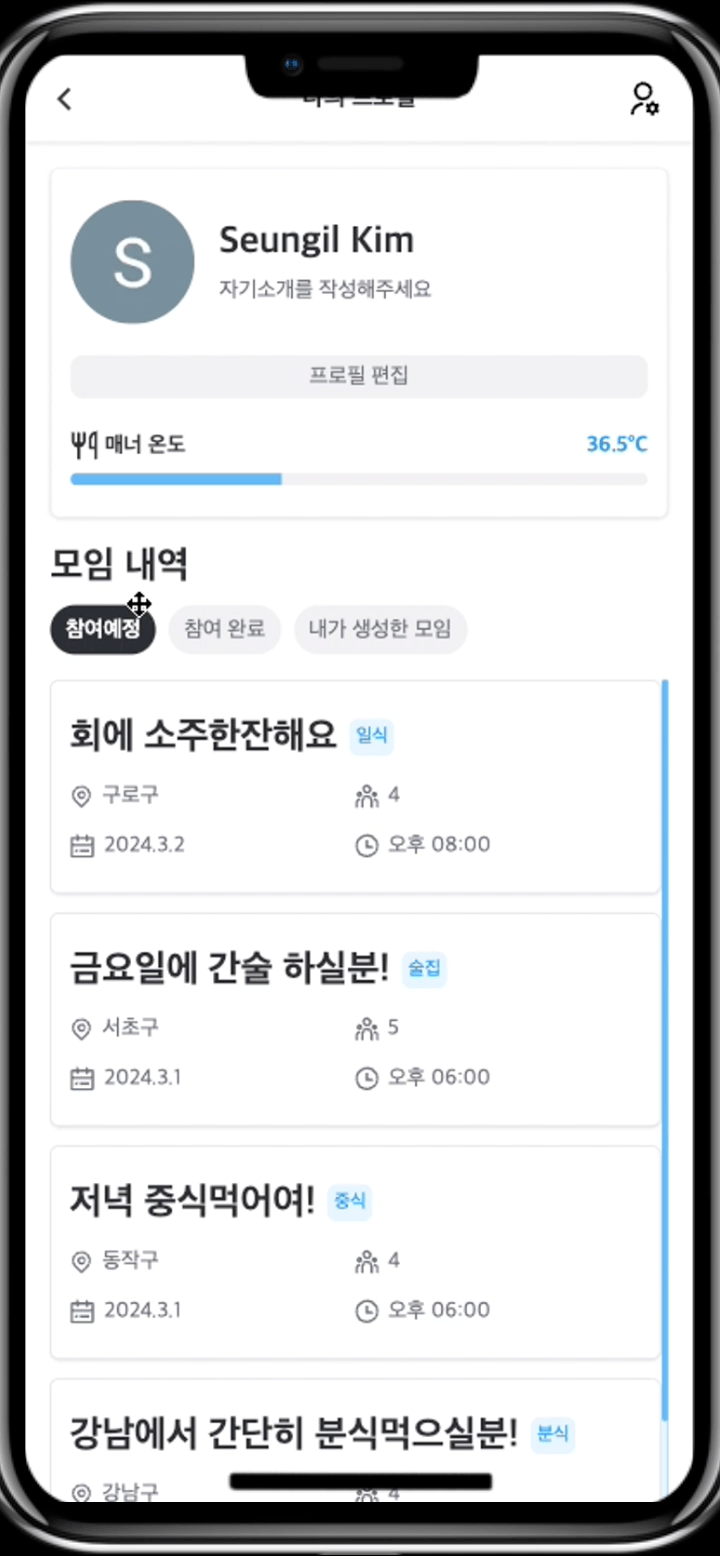 S
Seungil Kim
자기소개를 작성해주세요
프로필 편집
매너 온도 36.5°C
모임 내역
참여예정 참여 완료 내가 생성한 모임
회에 소주한잔해요 일식
구로구 4
2024.3.2 오후 08:00
금요일에 간술 하실분! 술집
서초구 5
2024.3.1 오후 06:00
저녁 중식먹어여! 중식
동작구 4
2024.3.1 오후 06:00
강남에서 간단히 분식먹으실분! 분식
강남구 4